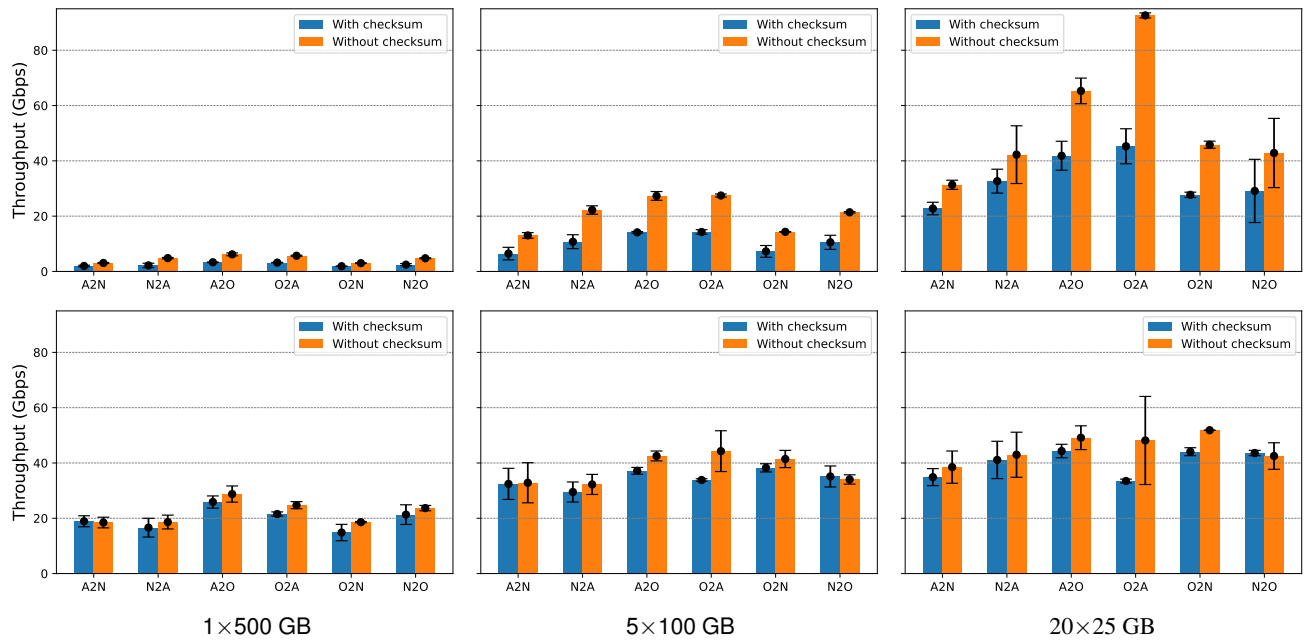 Throughput (Gbps)
80
60
40
20
0
With checksum
Without checksum
A2N N2A A2O O2A O2N N2O
With checksum
Without checksum
A2N N2A A2O O2A O2N N2O
With checksum
Without checksum
A2N N2A A2O O2A O2N N2O
Throughput (Gbps)
80
60
40
20
0
With checksum
Without checksum
A2N N2A A2O O2A O2N N2O
With checksum
Without checksum
A2N N2A A2O O2A O2N N2O
With checksum
Without checksum
A2N N2A A2O O2A O2N N2O
1×500 GB
5×100 GB
20×25 GB